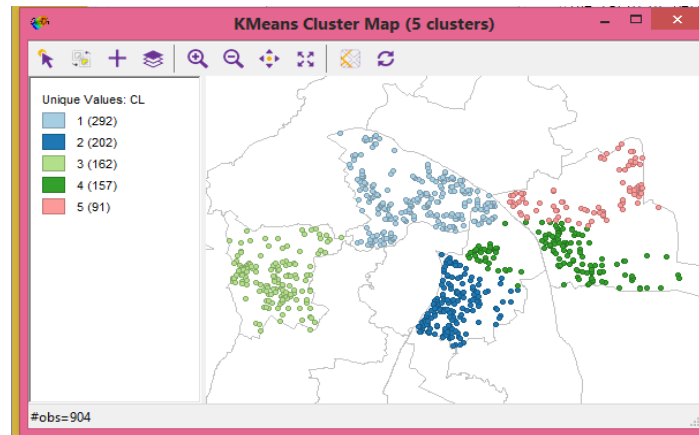 KMeans Cluster Map (5 clusters)
Unique Values: CL
1 (292)
2 (202)
3 (162)
4 (157)
5 (91)
#obs=904